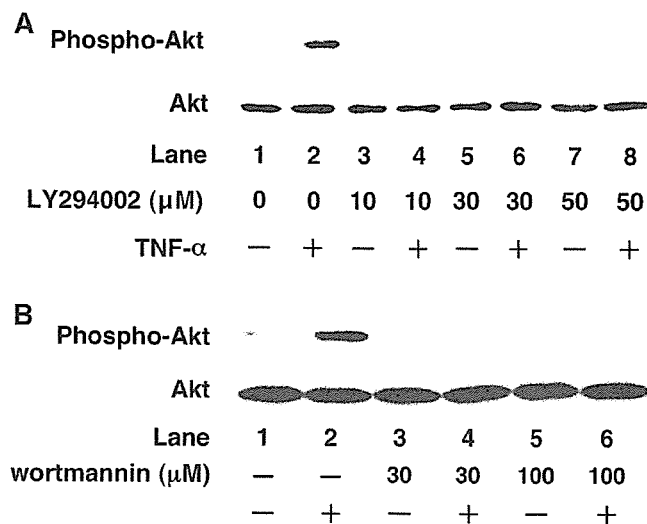 A
Phospho-Akt
Akt
Lane 1 2 3 4 5 6 7 8
LY294002 (µM) 0 0 10 10 30 30 50 50
TNF-α − + − + − + − +
B
Phospho-Akt
Akt
Lane 1 2 3 4 5 6
wortmannin (µM) − − 30 30 100 100
− + − + − +